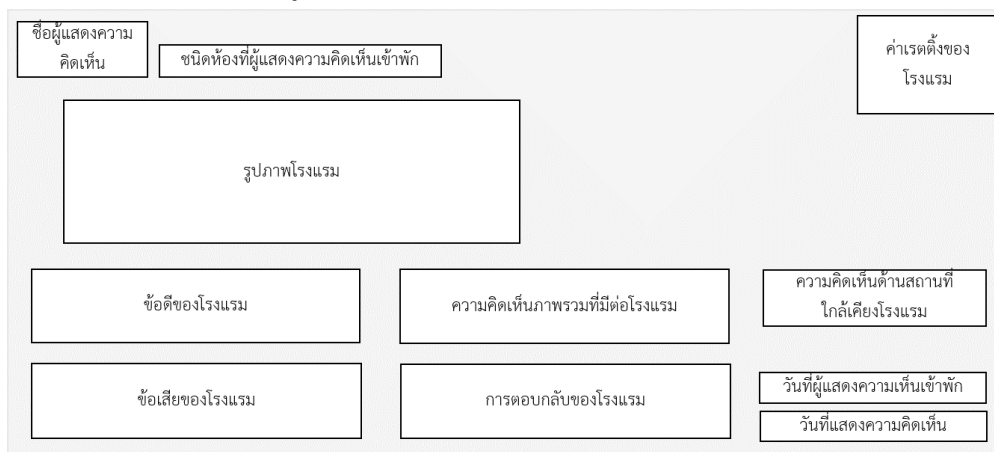 ชื่อผู้แสดงความ
คิดเห็น
ชนิดห้องที่ผู้แสดงความคิดเห็นเข้าพัก
ค่าเรตติ้งของ
โรงแรม
รูปภาพโรงแรม
ข้อดีของโรงแรม
ความคิดเห็นภาพรวมที่มีต่อโรงแรม
ความคิดเห็นด้านสถานที่
ใกล้เคียงโรงแรม
ข้อเสียของโรงแรม
การตอบกลับของโรงแรม
วันที่ผู้แสดงความเห็นเข้าพัก
วันที่แสดงความคิดเห็น